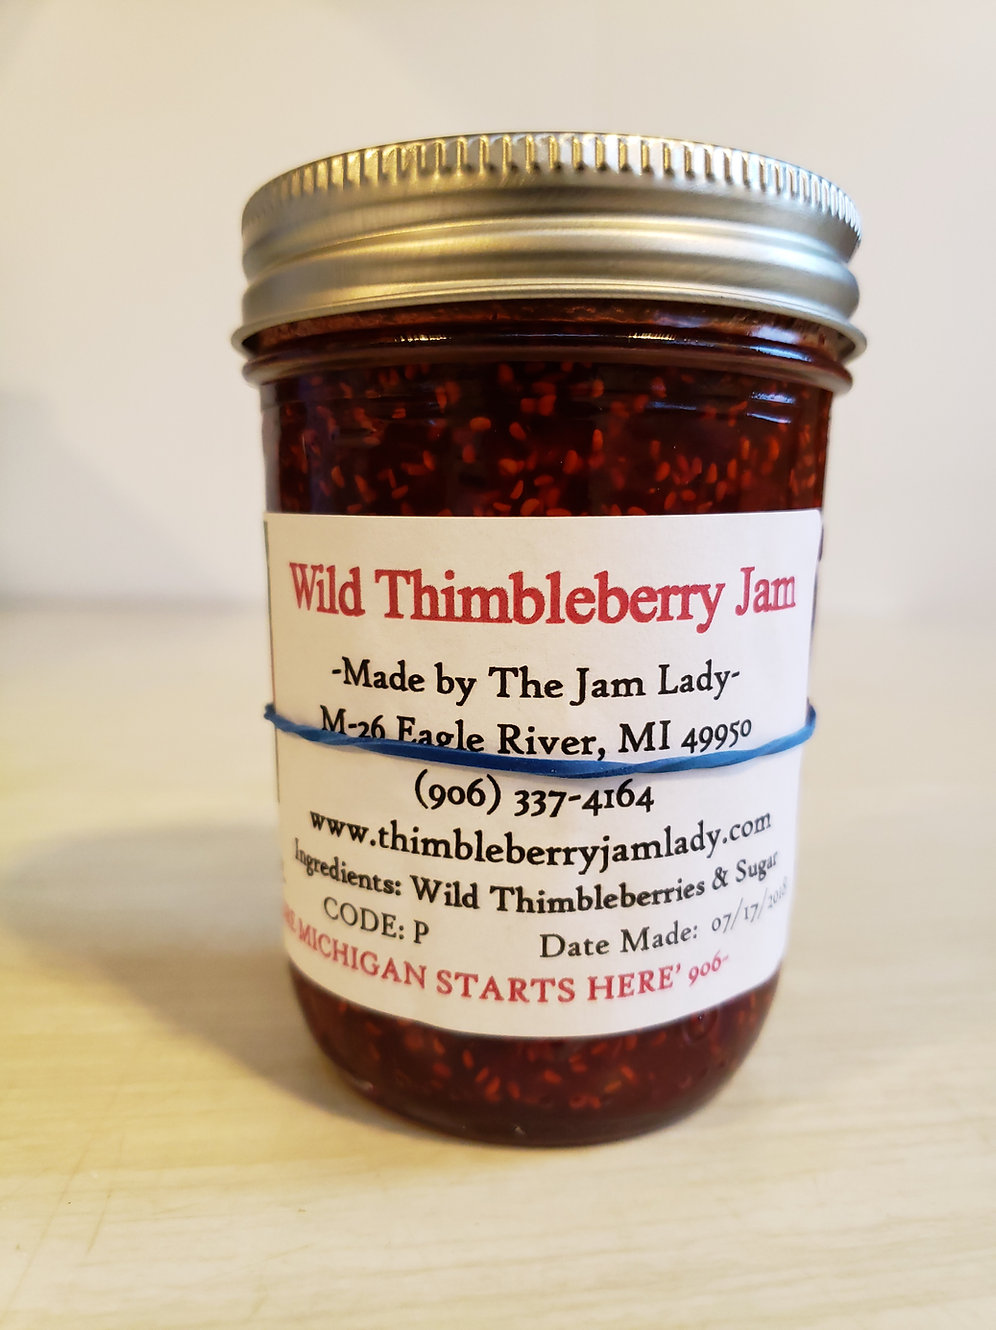 Wild Thimbleberry Jam
-Made by The Jam Lady-
M-26 Eagle River, MI 49950
(906) 337-4164
www.thimbleberryjamlady.com
Ingredients: Wild Thimbleberries & Sugar
CODE: P
Date Made: 07/17/2018
MICHIGAN STARTS HERE' 906-